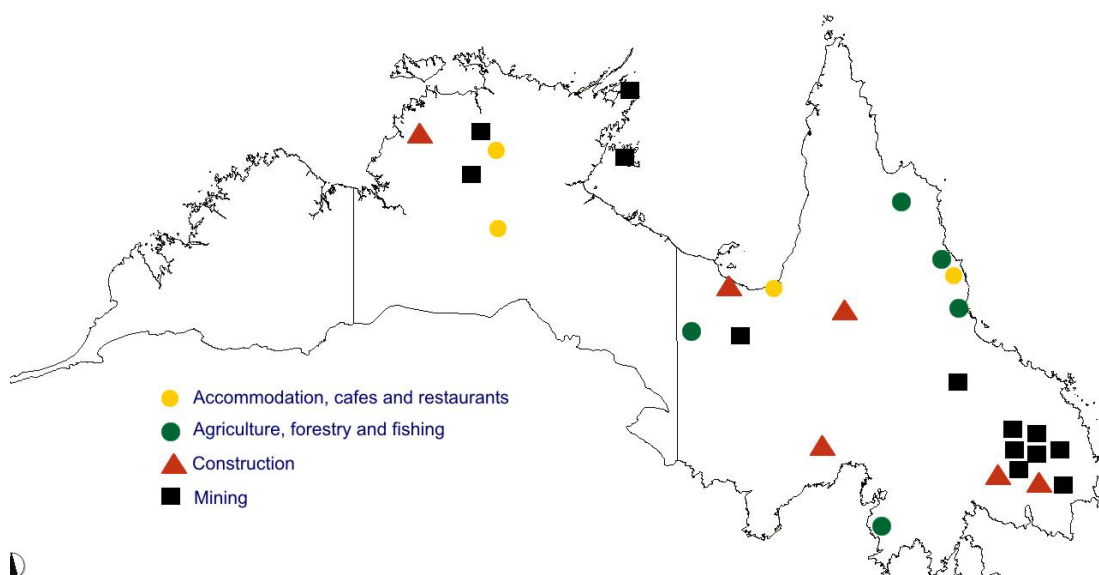 Accommodation, cafes and restaurants
Agriculture, forestry and fishing
Construction
Mining